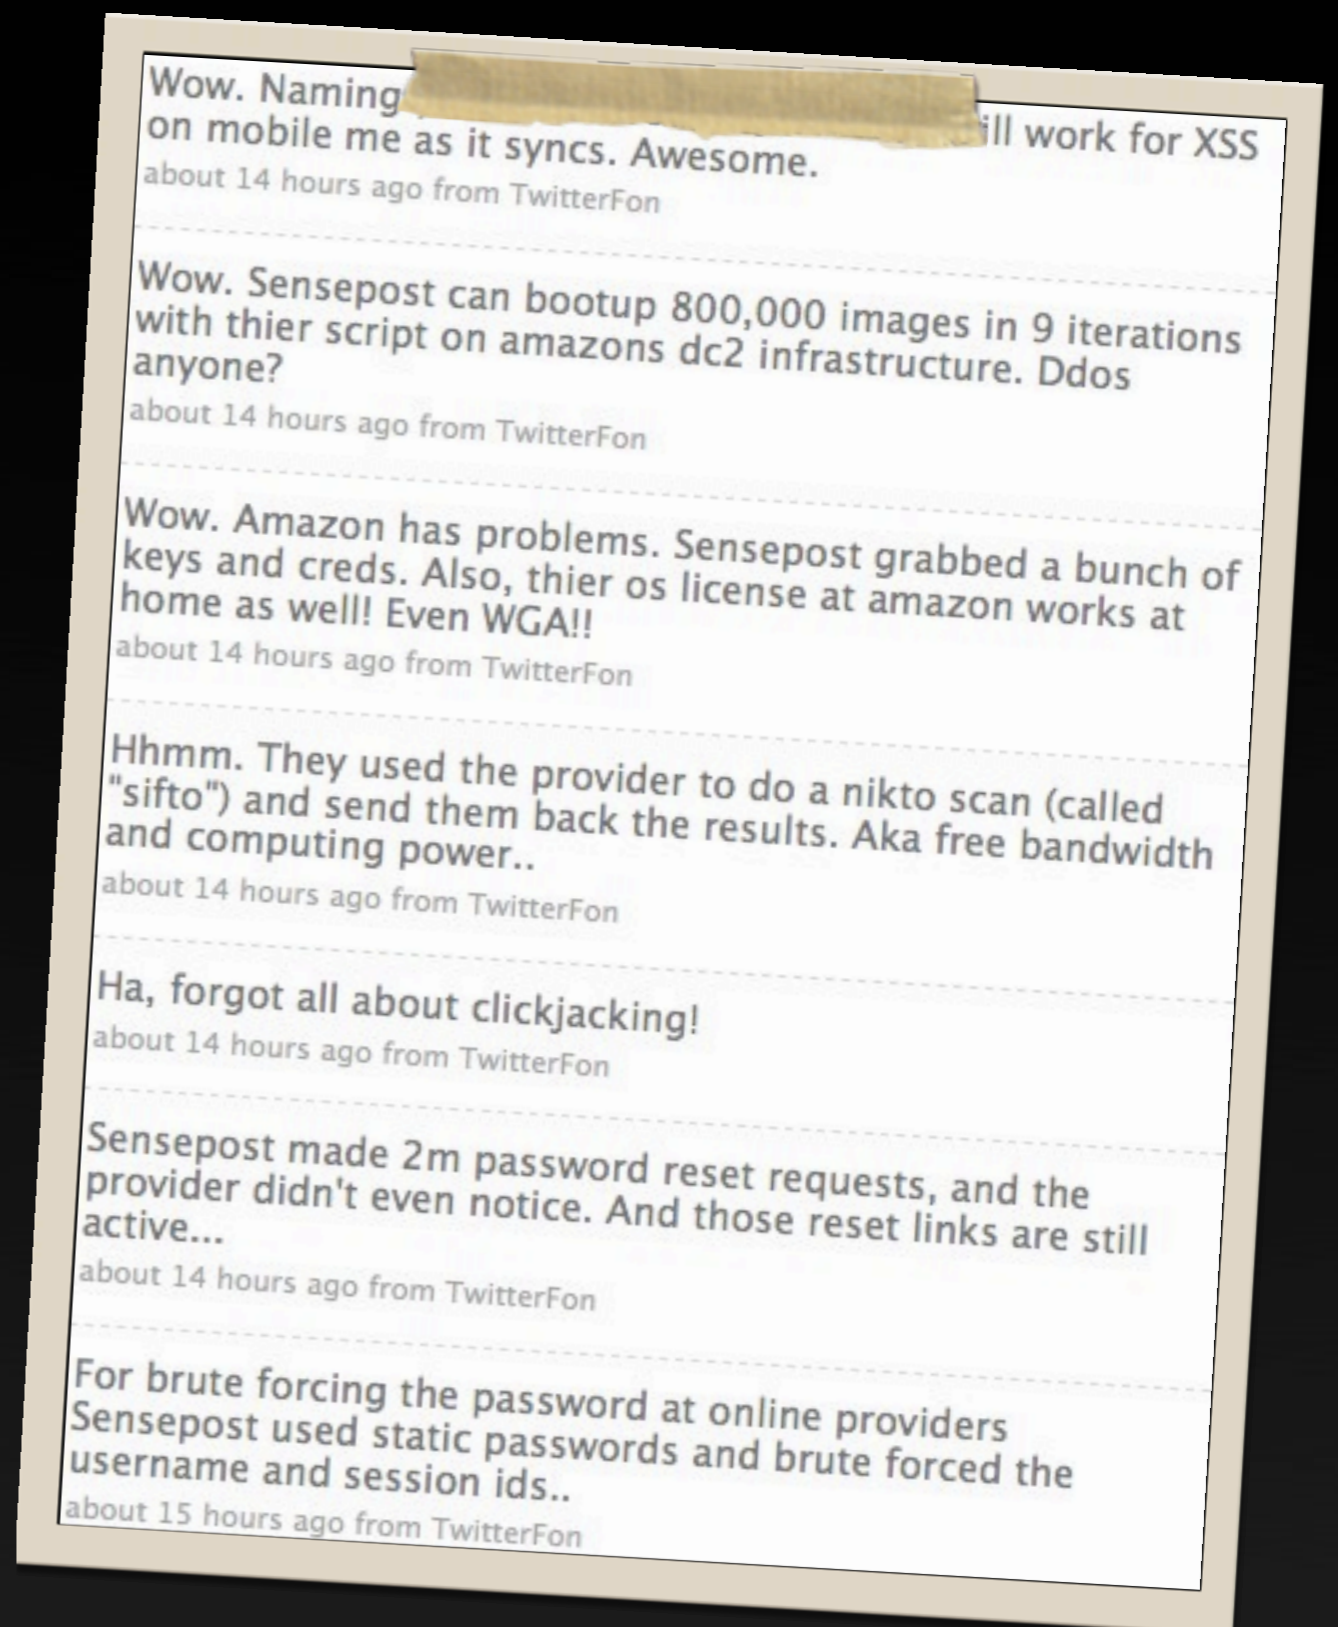 Wow. Naming ill work for XSS
on mobile me as it syncs. Awesome.
about 14 hours ago from TwitterFon
Wow. Sensepost can bootup 800,000 images in 9 iterations
with thier script on amazons dc2 infrastructure. Ddos
anyone?
about 14 hours ago from TwitterFon
Wow. Amazon has problems. Sensepost grabbed a bunch of
keys and creds. Also, thier os license at amazon works at
home as well! Even WGA!!
about 14 hours ago from TwitterFon
Hhmm. They used the provider to do a nikto scan (called
"sifto") and send them back the results. Aka free bandwidth
and computing power..
about 14 hours ago from TwitterFon
Ha, forgot all about clickjacking!
about 14 hours ago from TwitterFon
Sensepost made 2m password reset requests, and the
provider didn't even notice. And those reset links are still
active...
about 14 hours ago from TwitterFon
For brute forcing the password at online providers
Sensepost used static passwords and brute forced the
username and session ids..
about 15 hours ago from TwitterFon